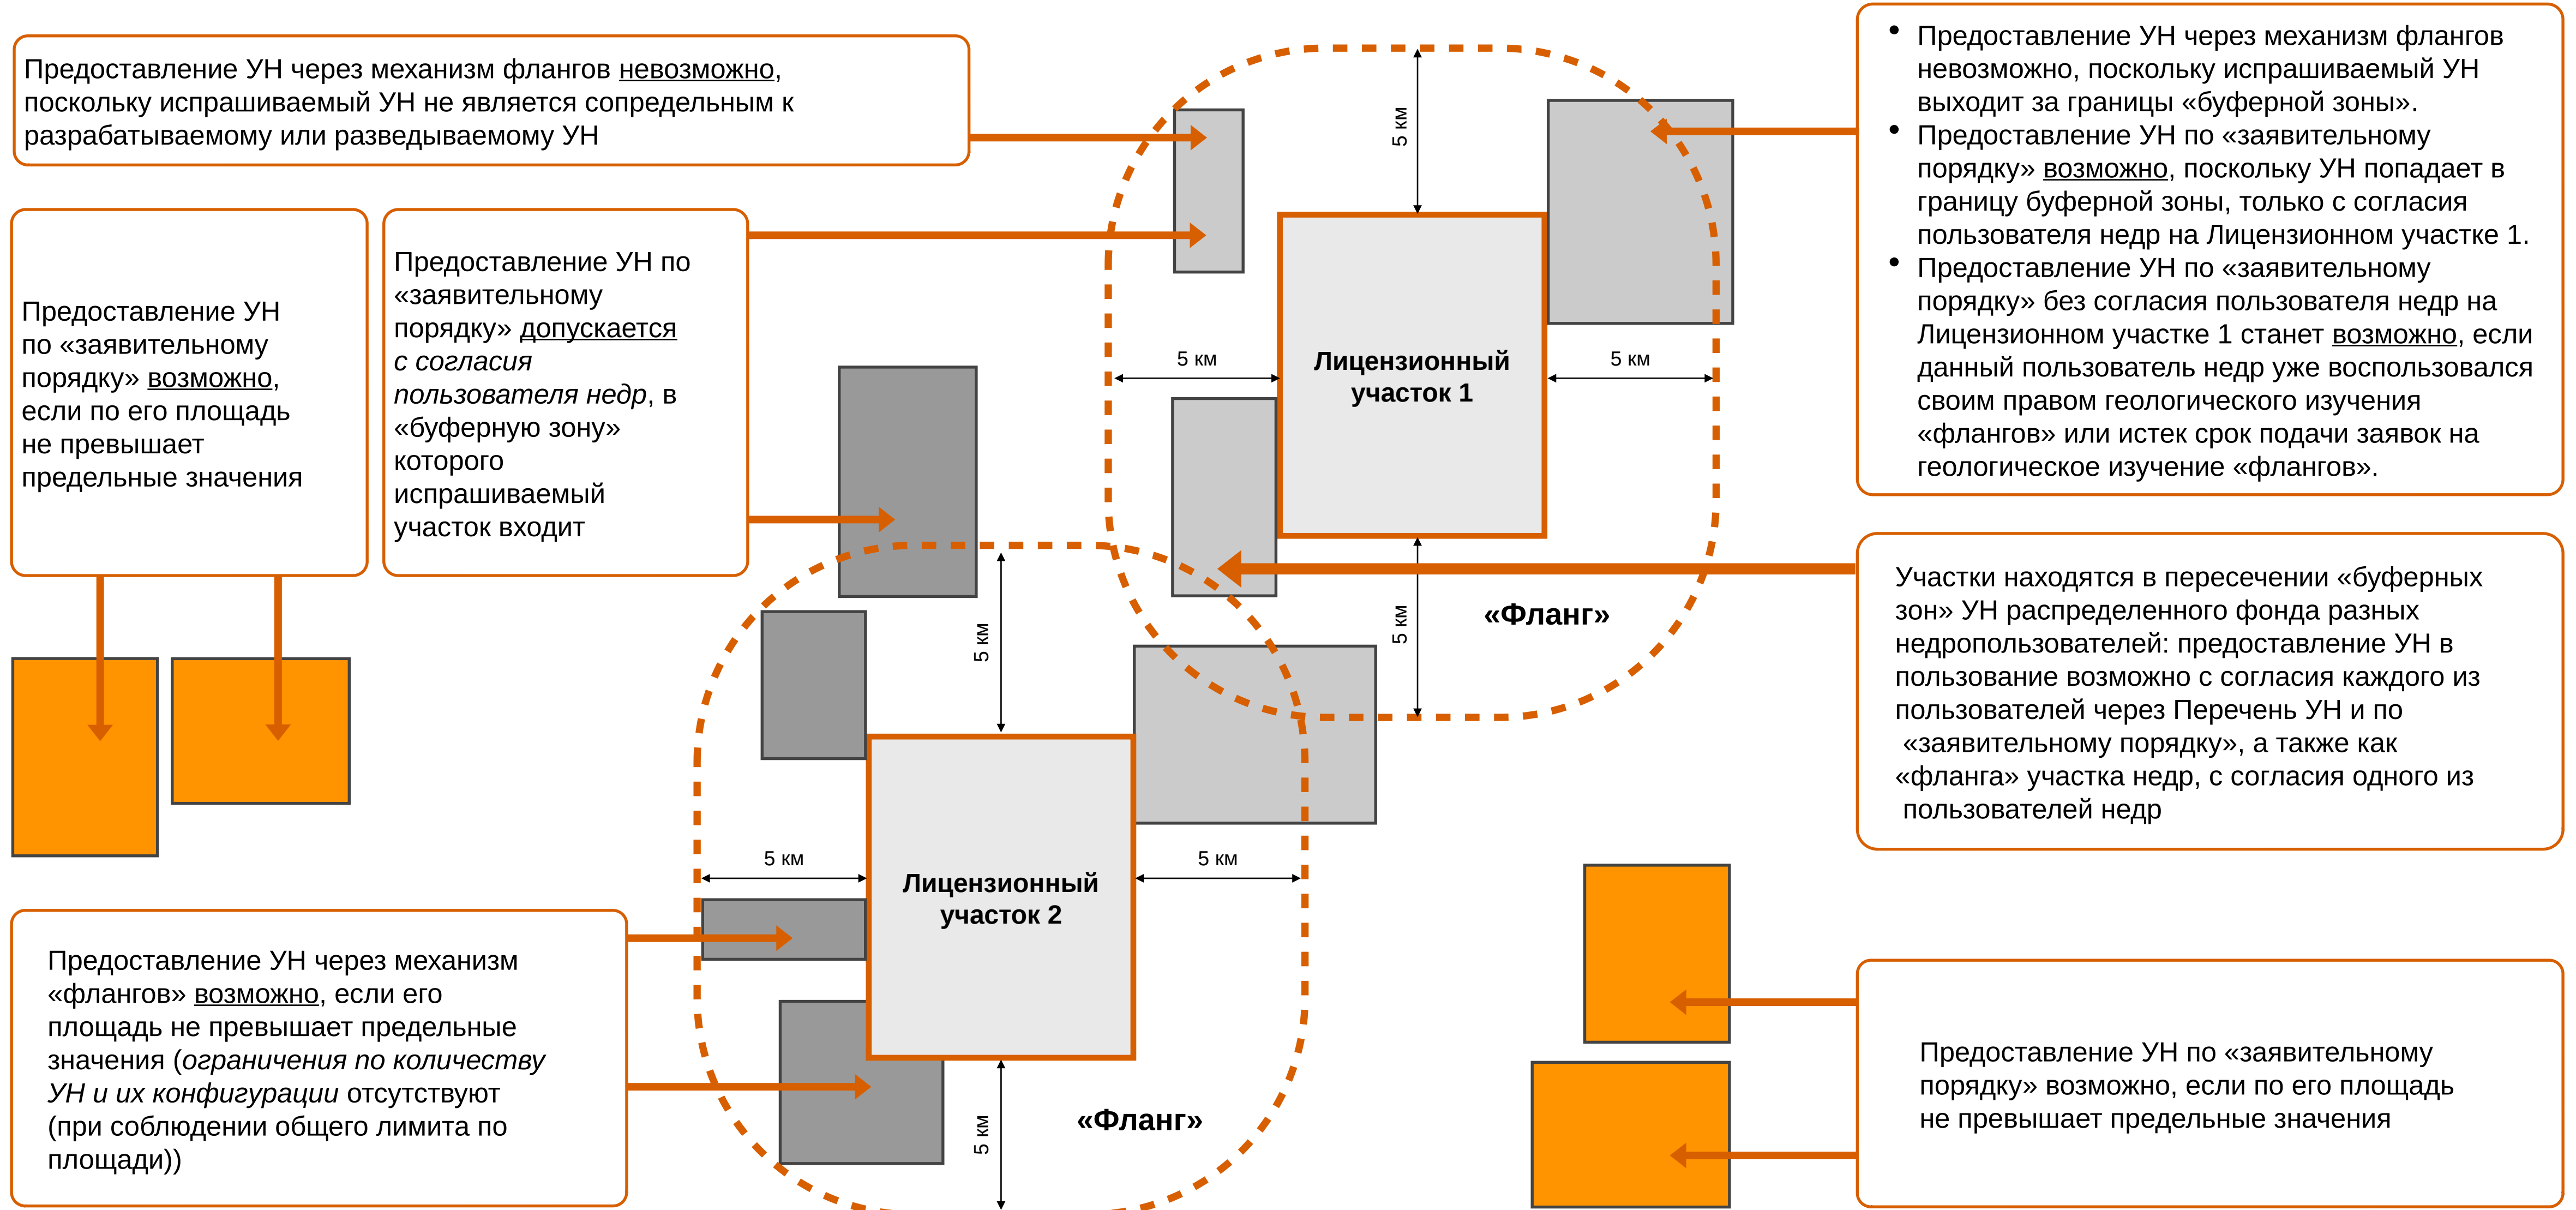 Предоставление УН через механизм флангов невозможно,
поскольку испрашиваемый УН не является сопредельным к
разрабатываемому или разведываемому УН
Предоставление УН
по «заявительному
порядку» возможно,
если по его площадь
не превышает
предельные значения
Предоставление УН по
«заявительному
порядку» допускается
с согласия
пользователя недр, в
«буферную зону»
которого
испрашиваемый
участок входит
Предоставление УН через механизм
«флангов» возможно, если его
площадь не превышает предельные
значения (ограничения по количеству
УН и их конфигурации отсутствуют
(при соблюдении общего лимита по
площади))
5 км
5 км
Лицензионный
участок 1
5 км
5 км
«Фланг»
5 км
5 км
Лицензионный
участок 2
5 км
5 км
«Фланг»
• Предоставление УН через механизм флангов
невозможно, поскольку испрашиваемый УН
выходит за границы «буферной зоны».
• Предоставление УН по «заявительному
порядку» возможно, поскольку УН попадает в
границу буферной зоны, только с согласия
пользователя недр на Лицензионном участке 1.
• Предоставление УН по «заявительному
порядку» без согласия пользователя недр на
Лицензионном участке 1 станет возможно, если
данный пользователь недр уже воспользовался
своим правом геологического изучения
«флангов» или истек срок подачи заявок на
геологическое изучение «флангов».
Участки находятся в пересечении «буферных
зон» УН распределенного фонда разных
недропользователей: предоставление УН в
пользование возможно с согласия каждого из
пользователей через Перечень УН и по
«заявительному порядку», а также как
«фланга» участка недр, с согласия одного из
пользователей недр
Предоставление УН по «заявительному
порядку» возможно, если по его площадь
не превышает предельные значения